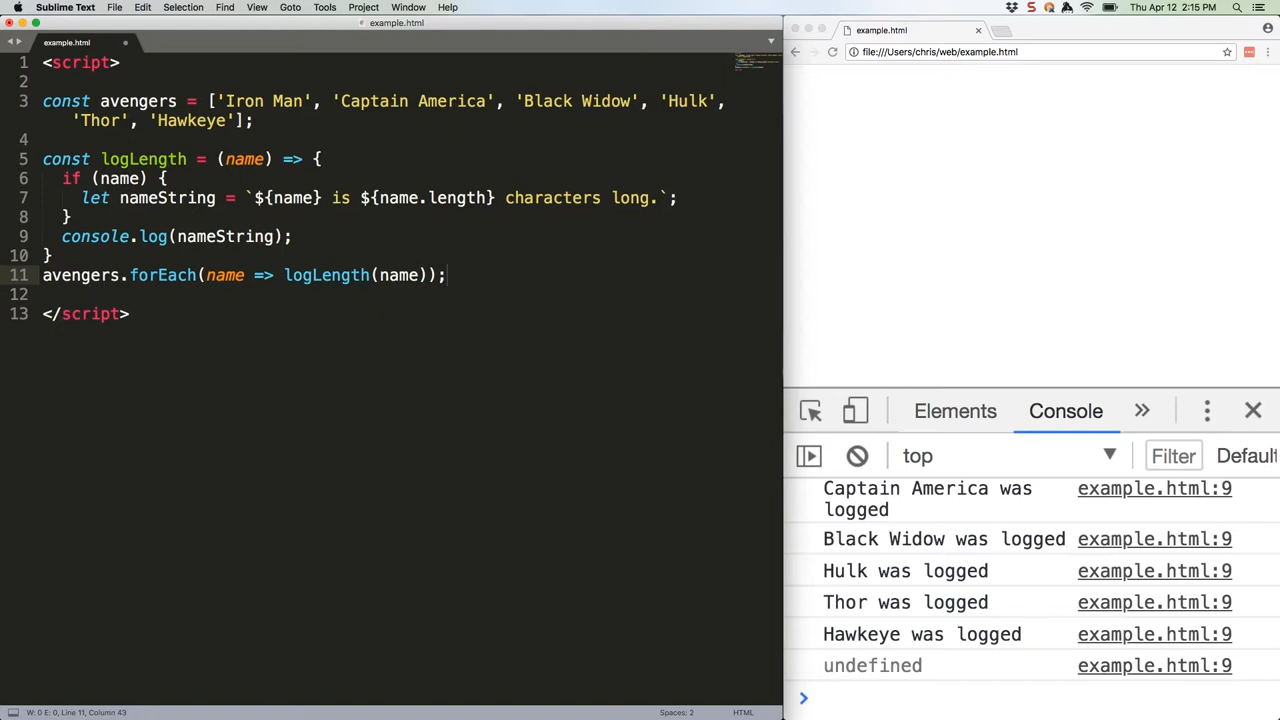 Sublime Text File Edit Selection Find View Goto Tools Project Window Help
Thu Apr 12 2:15 PM
example.html
example.html
1 <script>
2
3 const avengers = ['Iron Man', 'Captain America', 'Black Widow', 'Hulk',
'Thor', 'Hawkeye'];
4
5 const logLength = (name) => {
6 if (name) {
7 let nameString = `${name} is ${name.length} characters long.`;
8 }
9 console.log(nameString);
10 }
11 avengers.forEach(name => logLength(name));
12
13 </script>
W: 0 E: 0, Line 11, Column 43
Spaces: 2
HTML
example.html
file:///Users/chris/web/example.html
Elements Console
top Filter Default
Captain America was example.html:9
logged
Black Widow was logged example.html:9
Hulk was logged example.html:9
Thor was logged example.html:9
Hawkeye was logged example.html:9
undefined example.html:9